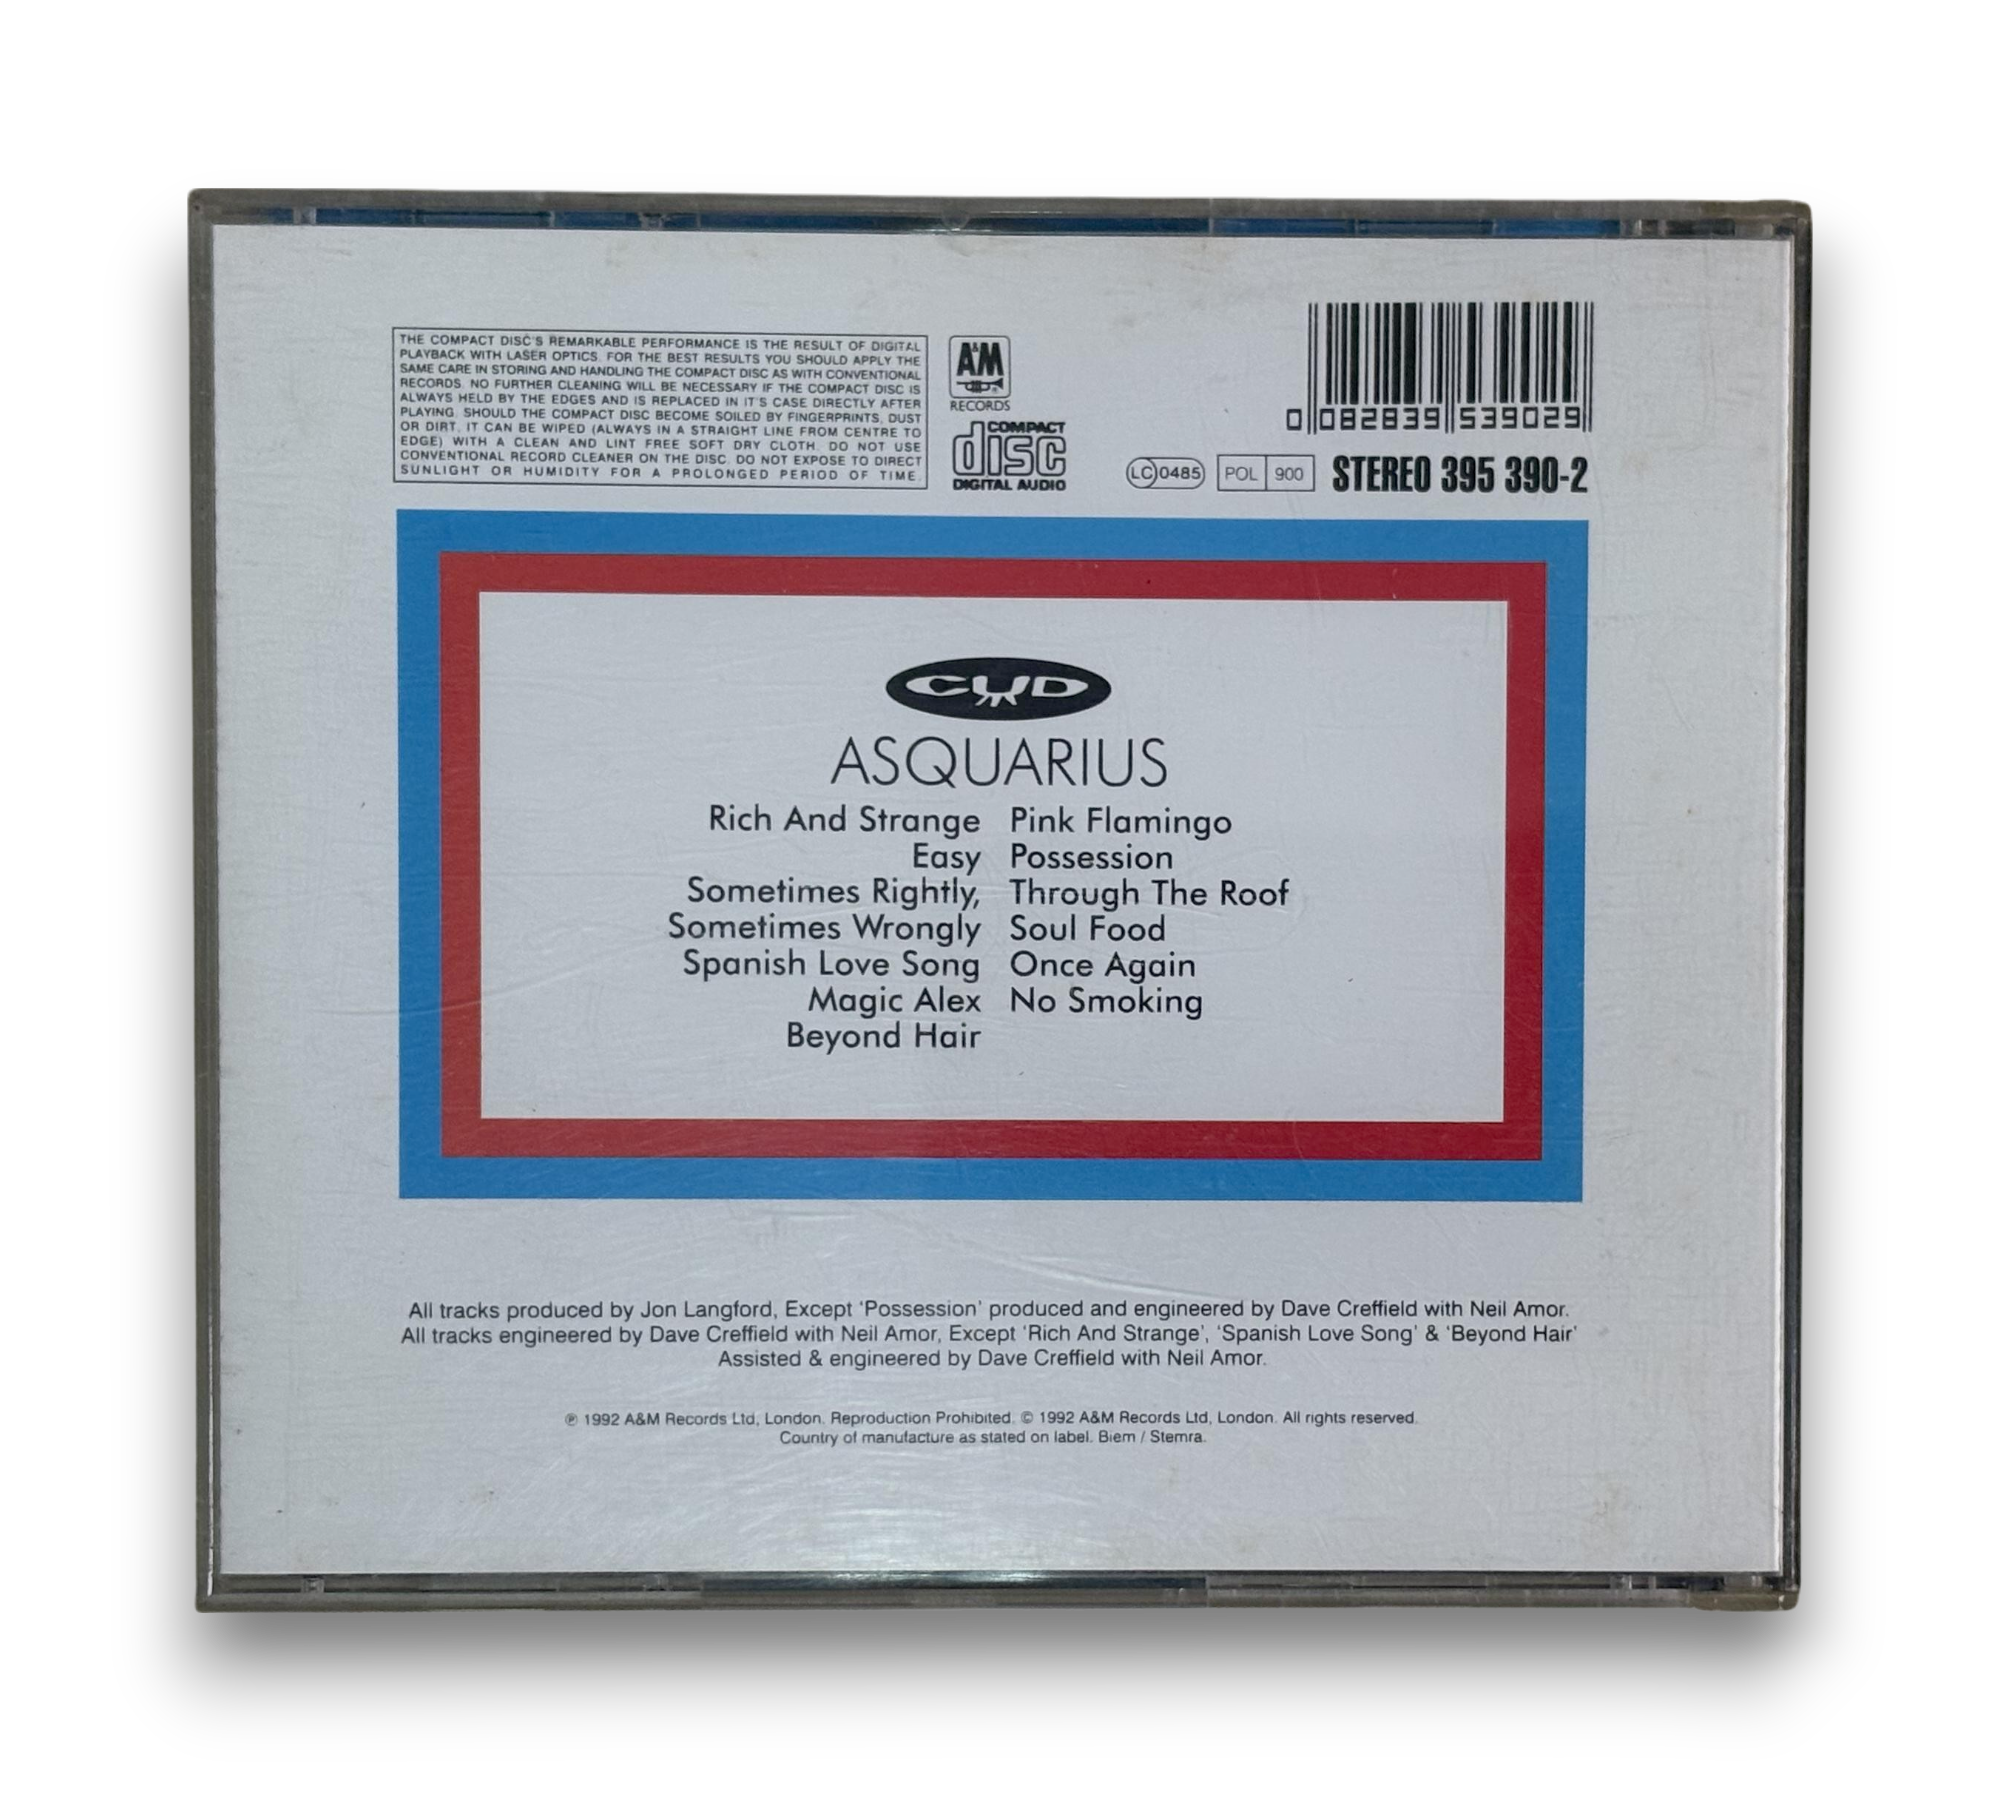 THE COMPACT DISC'S REMARKABLE PERFORMANCE IS THE RESULT OF DIGITAL
PLAYBACK WITH LASER OPTICS. FOR THE BEST RESULTS YOU SHOULD APPLY THE
SAME CARE IN STORING AND HANDLING THE COMPACT DISC AS WITH CONVENTIONAL
RECORDS. NO FURTHER CLEANING WILL BE NECESSARY IF THE COMPACT DISC IS
ALWAYS HELD BY THE EDGES AND IS REPLACED IN IT'S CASE DIRECTLY AFTER
PLAYING. SHOULD THE COMPACT DISC BECOME SOILED BY FINGERPRINTS, DUST
OR DIRT, IT CAN BE WIPED (ALWAYS IN A STRAIGHT LINE FROM CENTRE TO
EDGE) WITH A CLEAN AND LINT FREE SOFT DRY CLOTH. DO NOT USE
CONVENTIONAL RECORD CLEANER ON THE DISC. DO NOT EXPOSE TO DIRECT
SUNLIGHT OR HUMIDITY FOR A PROLONGED PERIOD OF TIME.
A&M
RECORDS
COMPACT
disc
DIGITAL AUDIO
0 082839 539029
LC 0485 POL 900 STEREO 395 390-2
CUD
ASQUARIUS
Rich And Strange
Easy
Sometimes Rightly,
Sometimes Wrongly
Spanish Love Song
Magic Alex
Beyond Hair
Pink Flamingo
Possession
Through The Roof
Soul Food
Once Again
No Smoking
All tracks produced by Jon Langford, Except 'Possession' produced and engineered by Dave Creffield with Neil Amor.
All tracks engineered by Dave Creffield with Neil Amor, Except 'Rich And Strange', 'Spanish Love Song' & 'Beyond Hair'
Assisted & engineered by Dave Creffield with Neil Amor.
℗ 1992 A&M Records Ltd, London. Reproduction Prohibited. © 1992 A&M Records Ltd, London. All rights reserved.
Country of manufacture as stated on label. Biem / Stemra.